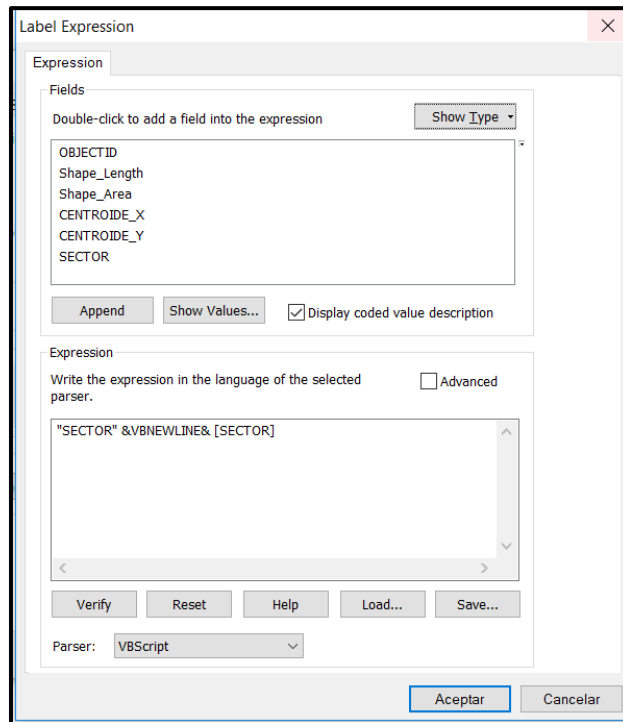 Label Expression
Expression
Fields
Double-click to add a field into the expression
Show Type
OBJECTID
Shape_Length
Shape_Area
CENTROIDE_X
CENTROIDE_Y
SECTOR
Append
Show Values...
Display coded value description
Expression
Write the expression in the language of the selected
parser.
Advanced
"SECTOR" &VBNEWLINE& [SECTOR]
Verify
Reset
Help
Load...
Save...
Parser:
VBScript
Aceptar
Cancelar